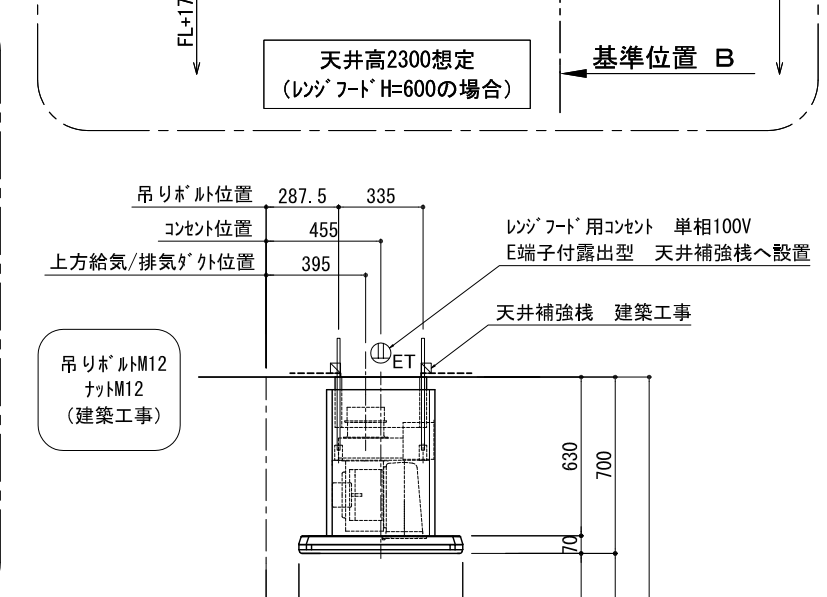 FL+17
天井高2300想定
(レンジフードH=600の場合)
基準位置 B
吊りボルト位置 287.5 335
コンセント位置 455
上方給気/排気ダクト位置 395
レンジフード用コンセント 単相100V
E端子付露出型 天井補強桟へ設置
天井補強桟 建築工事
吊りボルトM12
ナットM12
(建築工事)
ET
630
700
70